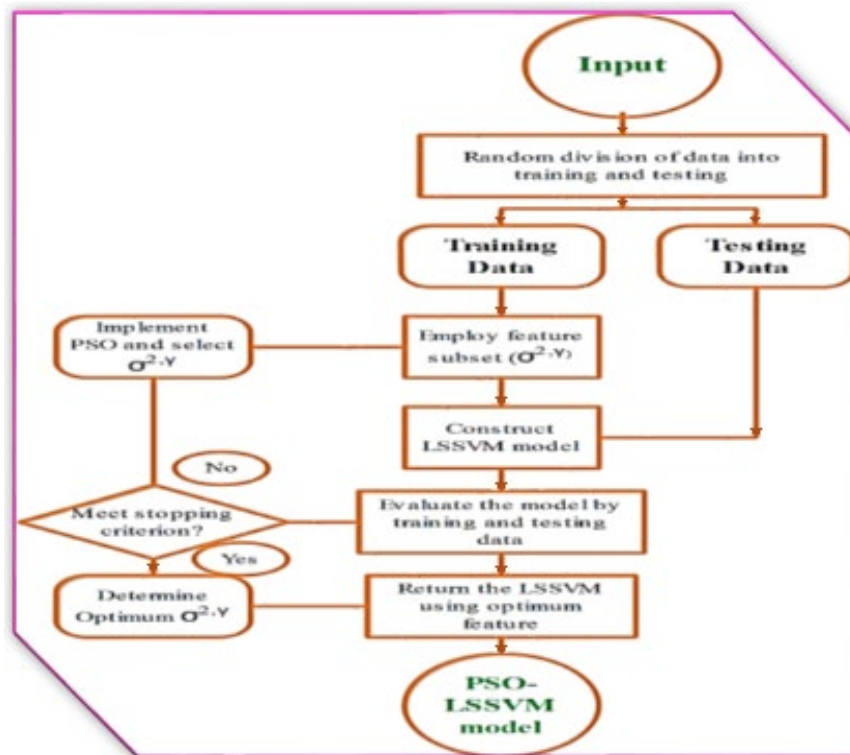 Input
Random division of data into
training and testing
Training
Data
Testing
Data
Implement
PSO and select
σ²·ᵞ
Employ feature
subset (σ²·ᵞ)
Construct
LSSVM model
No
Meet stopping
criterion?
Evaluate the model by
training and testing
data
Yes
Determine
Optimum σ²·ᵞ
Return the LSSVM
using optimum
feature
PSO-
LSSVM
model